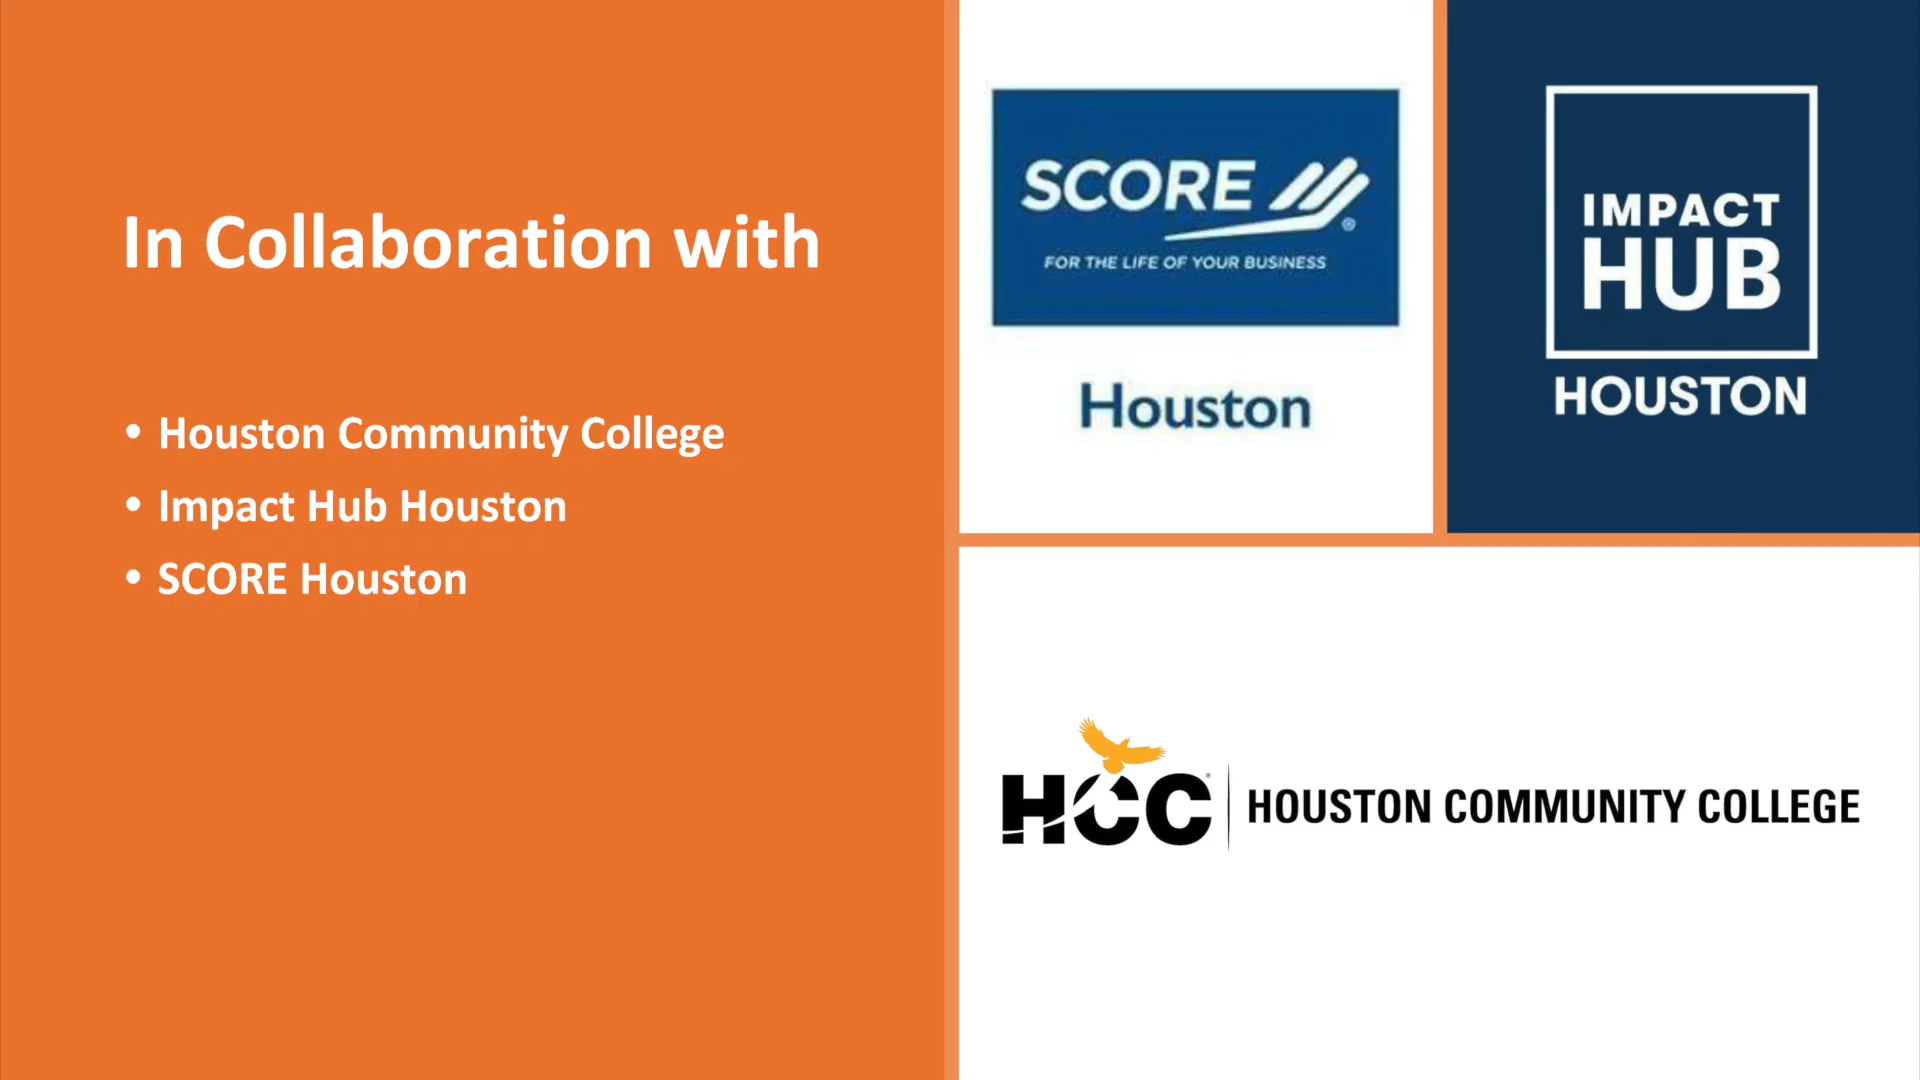 In Collaboration with
• Houston Community College
• Impact Hub Houston
• SCORE Houston
SCORE ®
FOR THE LIFE OF YOUR BUSINESS
Houston
IMPACT
HUB
HOUSTON
HCC
HOUSTON COMMUNITY COLLEGE